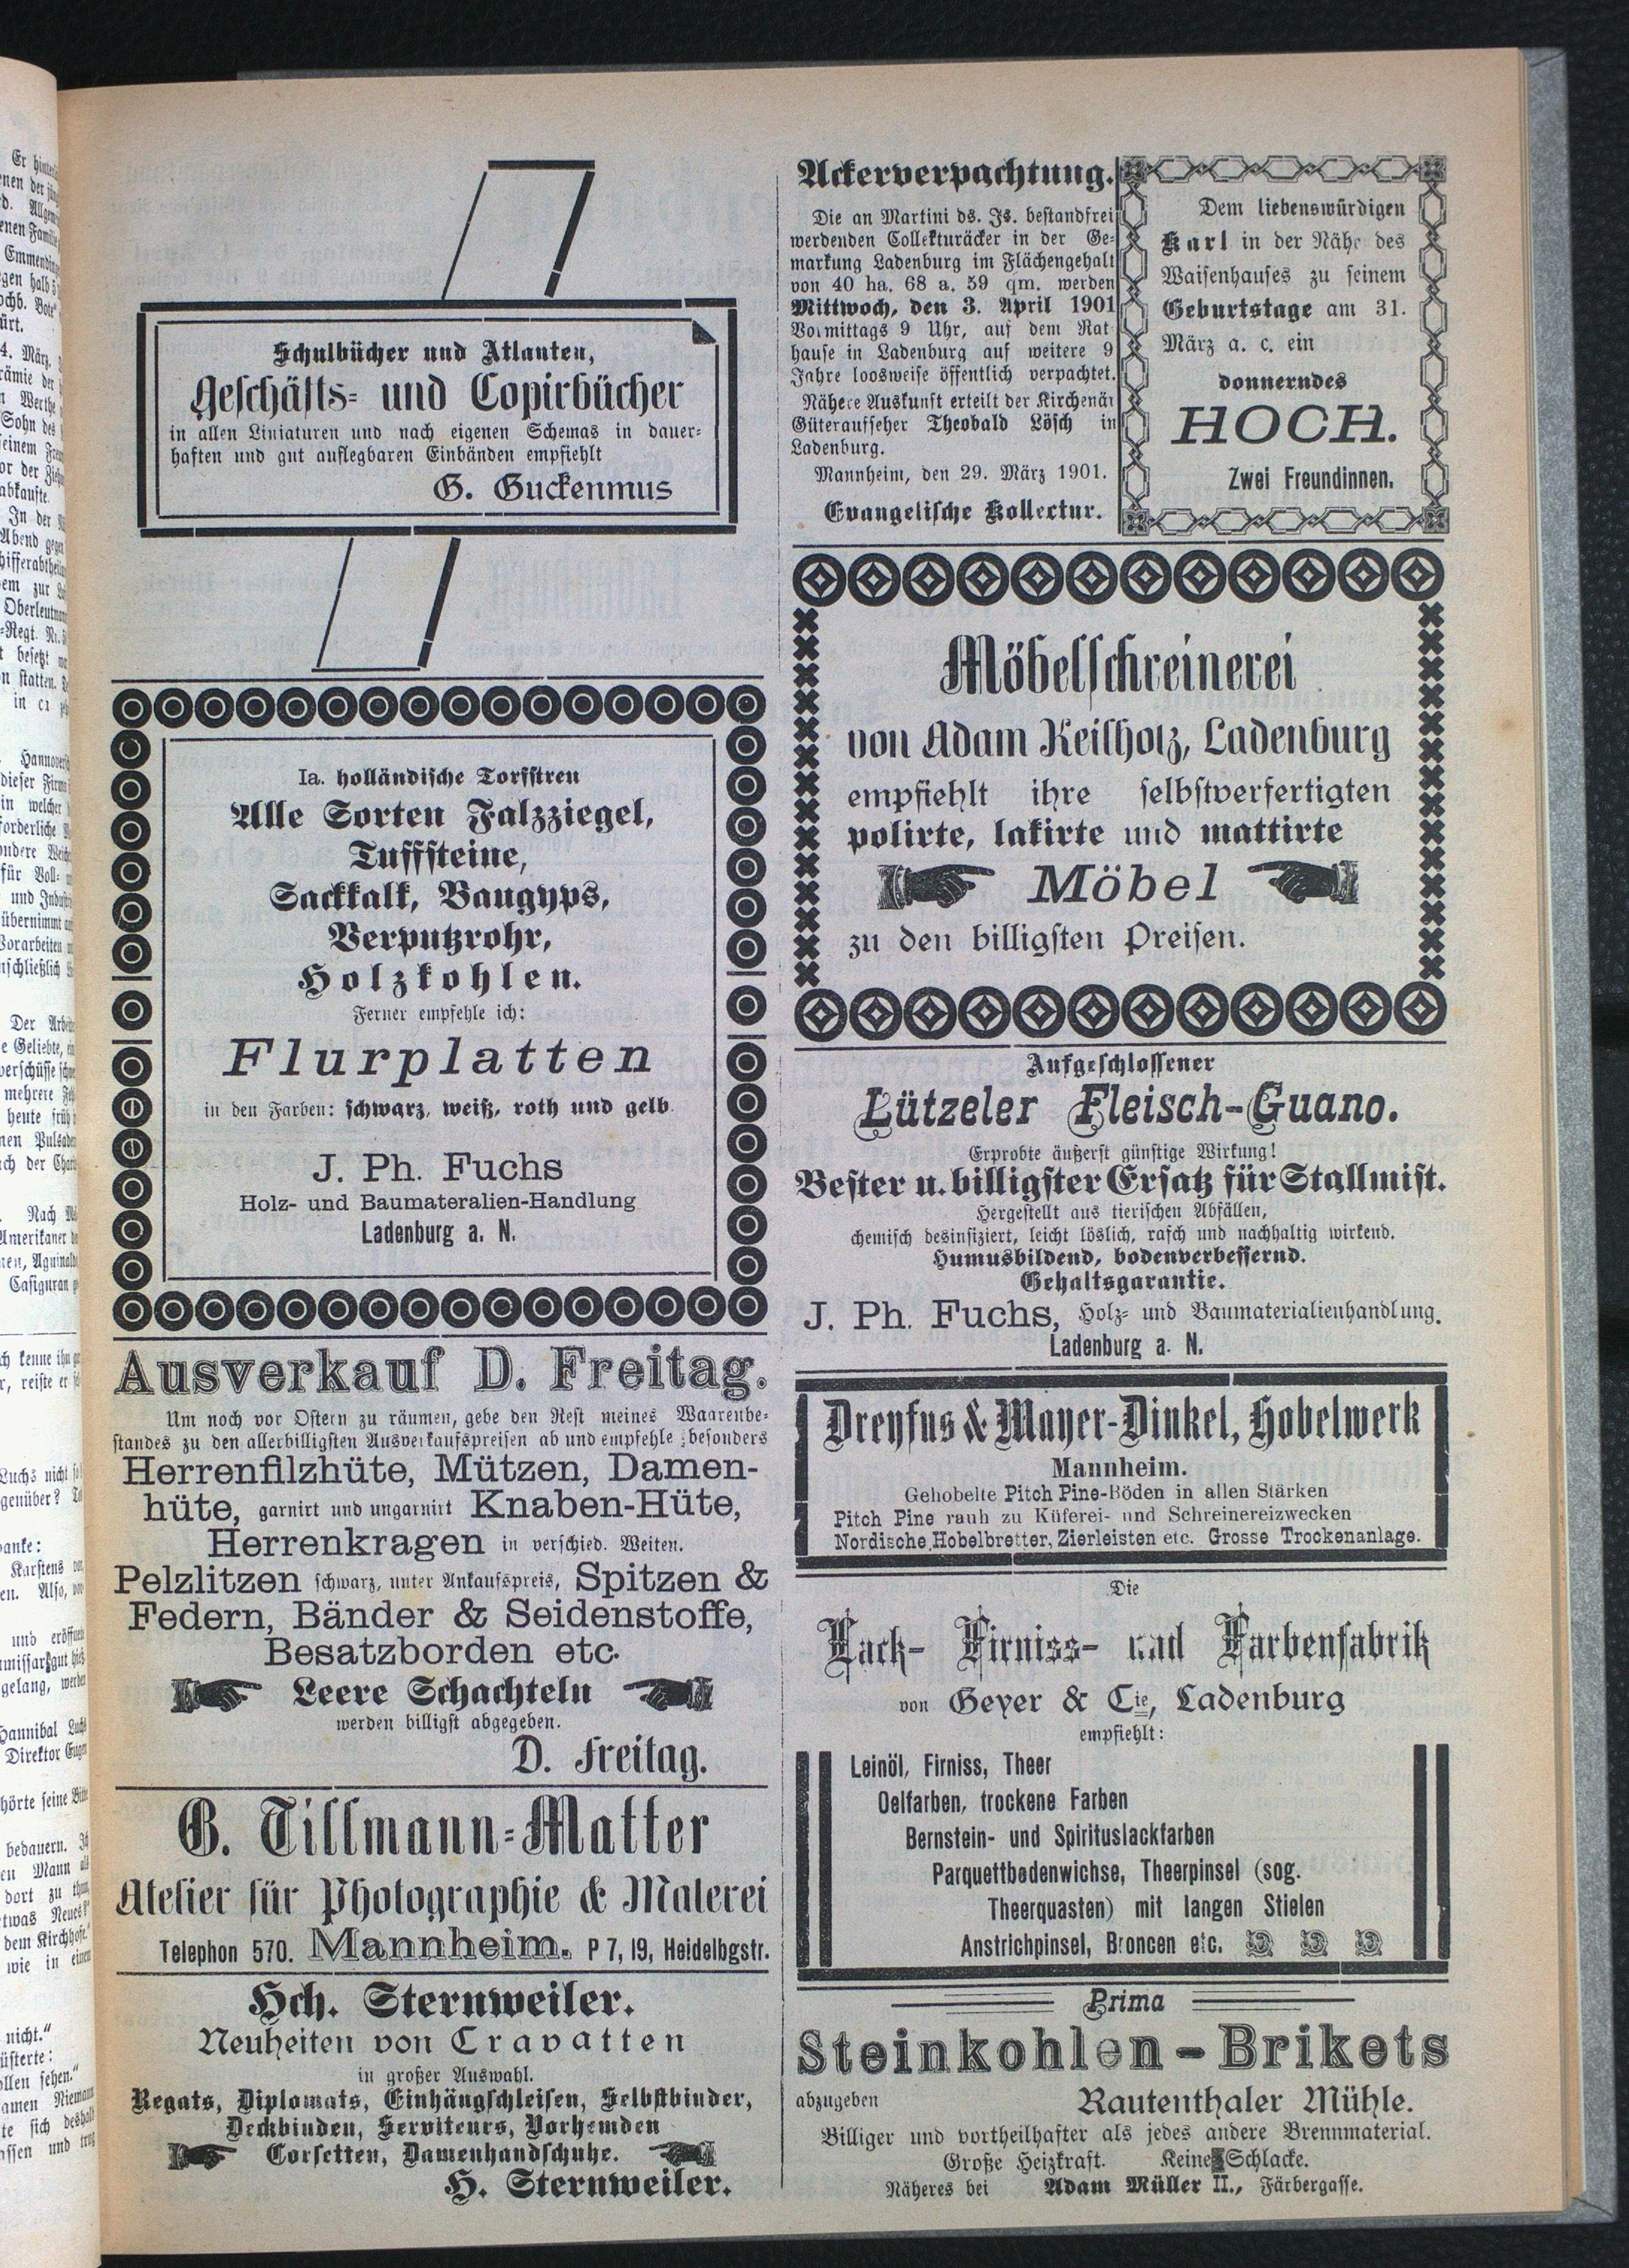 Schulbücher und Atlanten,
Geschäfts- und Copirbücher
in allen Liniaturen und nach eigenen Schemas in dauer-
haften und gut auflegbaren Einbänden empfiehlt
G. Guckenmus
Ia. holländische Torfstreu
Alle Sorten Falzziegel,
Tuffsteine,
Sackkalk, Baugyps,
Verputzrohr,
Holzkohlen.
Ferner empfehle ich:
Flurplatten
in den Farben: schwarz, weiß, roth und gelb.
J. Ph. Fuchs
Holz- und Baumateralien-Handlung
Ladenburg a. N.
Ausverkauf D. Freitag.
Um noch vor Ostern zu räumen, gebe den Rest meines Waarenbe-
standes zu den allerbilligsten Ausverkaufspreisen ab und empfehle besonders
Herrenfilzhüte, Mützen, Damen-
hüte, garnirt und ungarnirt Knaben-Hüte,
Herrenkragen in verschied. Weiten.
Pelzlitzen schwarz, unter Ankaufspreis, Spitzen &
Federn, Bänder & Seidenstoffe,
Besatzborden etc.
Leere Schachteln
werden billigst abgegeben.
D. Freitag.
G. Tillmann-Matter
Atelier für Photographie & Malerei
Telephon 570. Mannheim. P 7, 19, Heidelbgstr.
Hch. Sternweiler.
Neuheiten von Cravatten
in großer Auswahl.
Regats, Diplomats, Einhängschleifen, Selbstbinder,
Deckbinden, Serviteurs, Vorhemden
Corsetten, Damenhandschuhe.
H. Sternweiler.
Ackerverpachtung.
Die an Martini ds. Js. bestandfrei
werdenden Collekturäcker in der Ge-
markung Ladenburg im Flächengehalt
von 40 ha. 68 a. 59 qm. werden
Mittwoch, den 3. April 1901
Vormittags 9 Uhr, auf dem Rat-
hause in Ladenburg auf weitere 9
Jahre loosweise öffentlich verpachtet.
Nähere Auskunft erteilt der Kirchenär
Güteraufseher Theobald Lösch in
Ladenburg.
Mannheim, den 29. März 1901.
Evangelische Kollectur.
Dem liebenswürdigen
Karl in der Nähe des
Waisenhauses zu seinem
Geburtstage am 31.
März a. c. ein
donnerndes
HOCH.
Zwei Freundinnen.
Möbelschreinerei
von Adam Keilholz, Ladenburg
empfiehlt ihre selbstverfertigten
polirte, lakirte und mattirte
Möbel
zu den billigsten Preisen.
Aufgeschlossener
Lützeler Fleisch-Guano.
Erprobte äußerst günstige Wirkung!
Bester u. billigster Ersatz für Stallmist.
Hergestellt aus tierischen Abfällen,
chemisch desinfiziert, leicht löslich, rasch und nachhaltig wirkend.
Humusbildend, bodenverbessernd.
Gehaltsgarantie.
J. Ph. Fuchs, Holz- und Baumaterialienhandlung.
Ladenburg a. N.
Dreyfus & Mayer-Dinkel, Hobelwerk
Mannheim.
Gehobelte Pitch Pine-Böden in allen Stärken
Pitch Pine rauh zu Küferei- und Schreinereizwecken
Nordische Hobelbretter, Zierleisten etc. Grosse Trockenanlage.
Die
Lack- Firniss- und Farbenfabrik
von Geyer & Cie, Ladenburg
empfiehlt:
Leinöl, Firniss, Theer
Oelfarben, trockene Farben
Bernstein- und Spirituslackfarben
Parquettbodenwichse, Theerpinsel (sog.
Theerquasten) mit langen Stielen
Anstrichpinsel, Broncen etc.
Prima
Steinkohlen-Brikets
abzugeben Rautenthaler Mühle.
Billiger und vortheilhafter als jedes andere Brennmaterial.
Große Heizkraft. Keine Schlacke.
Näheres bei Adam Müller II., Färbergasse.